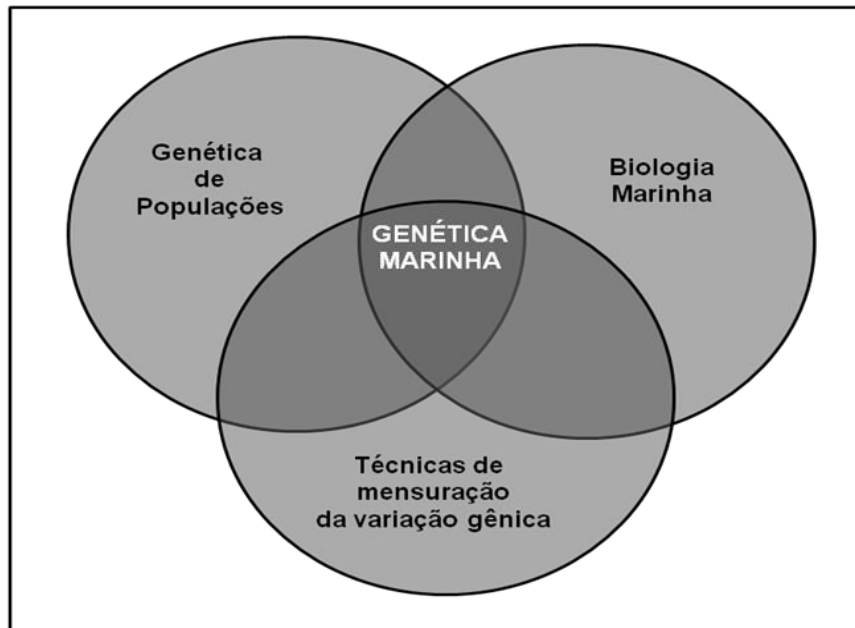 Genética
de
Populações
Biologia
Marinha
GENÉTICA
MARINHA
Técnicas de
mensuração
da variação gênica